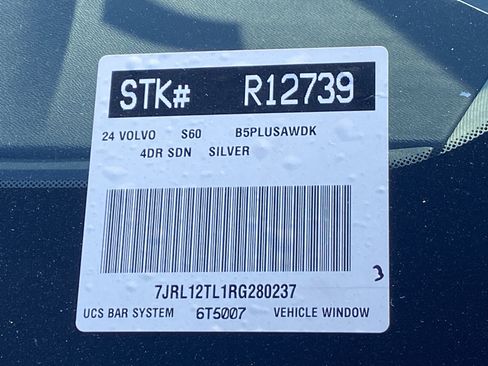 STK# R12739
24 VOLVO S60 B5PLUSAWDK
4DR SDN SILVER
3
7JRL12TL1RG280237
UCS BAR SYSTEM 6T5007 VEHICLE WINDOW